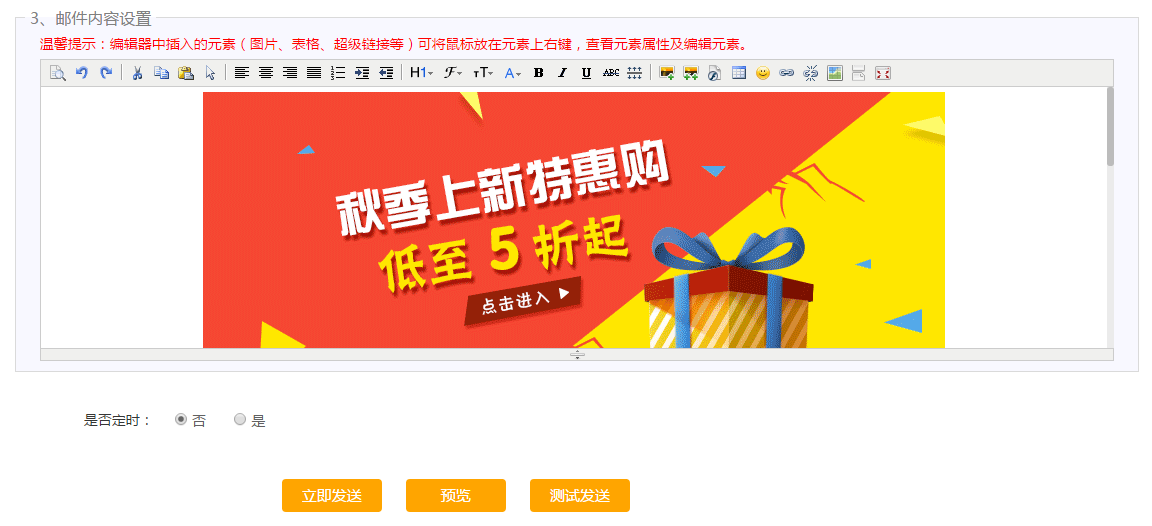 3、邮件内容设置
温馨提示：编辑器中插入的元素（图片、表格、超级链接等）可将鼠标放在元素上右键，查看元素属性及编辑元素。
H1 ℱ тT A B I U ABC
秋季上新特惠购
低至 5 折起
点击进入 ▶
是否定时： 否 是
立即发送 预览 测试发送